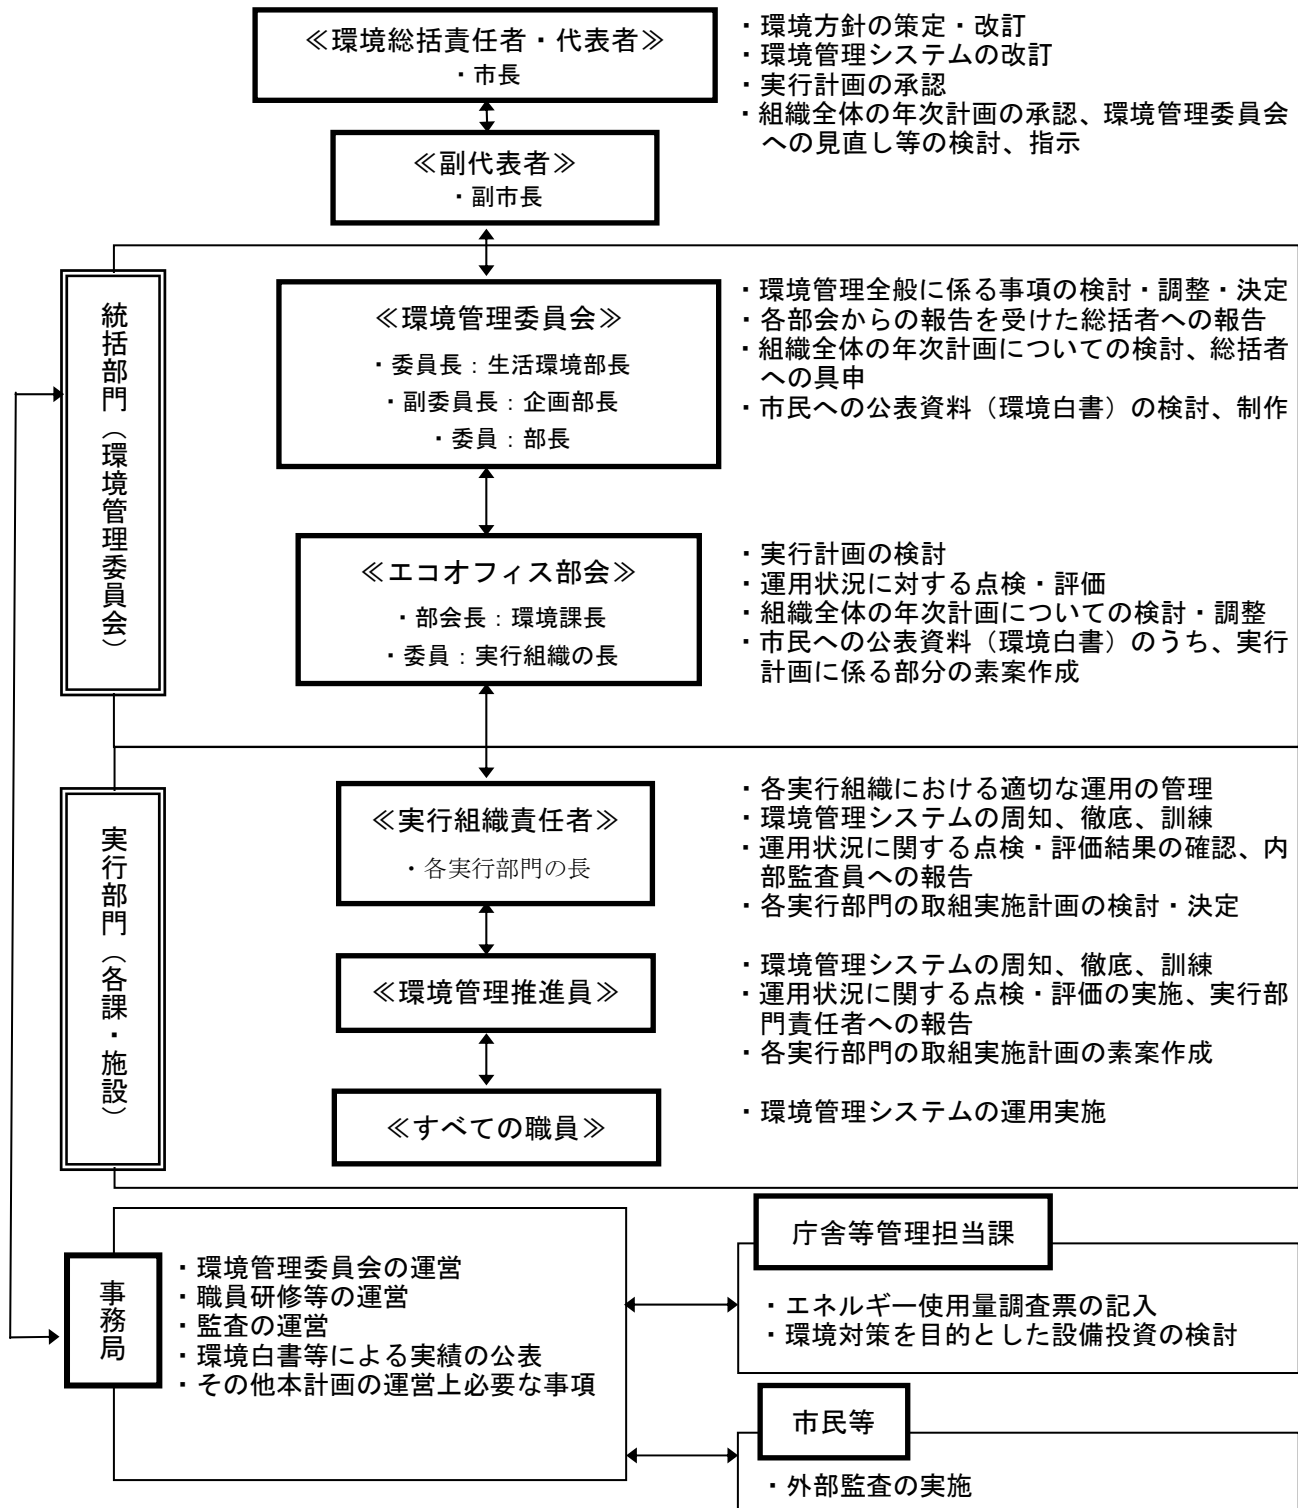 ≪環境総括責任者・代表者≫
・市長
・環境方針の策定・改訂
・環境管理システムの改訂
・実行計画の承認
・組織全体の年次計画の承認、環境管理委員会
への見直し等の検討、指示
≪副代表者≫
・副市長
統括部門（環境管理委員会）
≪環境管理委員会≫
・委員長：生活環境部長
・副委員長：企画部長
・委員：部長
・環境管理全般に係る事項の検討・調整・決定
・各部会からの報告を受けた総括者への報告
・組織全体の年次計画についての検討、総括者
への具申
・市民への公表資料（環境白書）の検討、制作
≪エコオフィス部会≫
・部会長：環境課長
・委員：実行組織の長
・実行計画の検討
・運用状況に対する点検・評価
・組織全体の年次計画についての検討・調整
・市民への公表資料（環境白書）のうち、実行
計画に係る部分の素案作成
実行部門（各課・施設）
≪実行組織責任者≫
・各実行部門の長
・各実行組織における適切な運用の管理
・環境管理システムの周知、徹底、訓練
・運用状況に関する点検・評価結果の確認、内
部監査員への報告
・各実行部門の取組実施計画の検討・決定
≪環境管理推進員≫
・環境管理システムの周知、徹底、訓練
・運用状況に関する点検・評価の実施、実行部
門責任者への報告
・各実行部門の取組実施計画の素案作成
≪すべての職員≫
・環境管理システムの運用実施
事務局
・環境管理委員会の運営
・職員研修等の運営
・監査の運営
・環境白書等による実績の公表
・その他本計画の運営上必要な事項
庁舎等管理担当課
・エネルギー使用量調査票の記入
・環境対策を目的とした設備投資の検討
市民等
・外部監査の実施